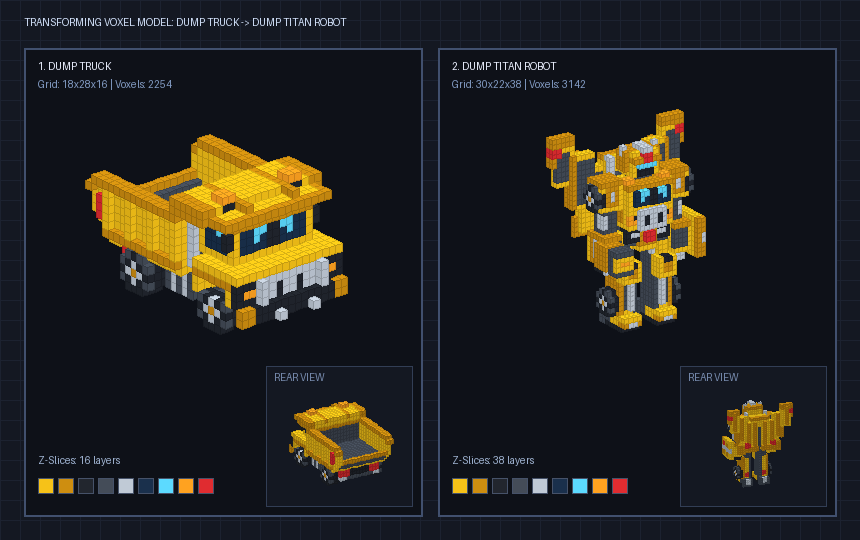 TRANSFORMING VOXEL MODEL: DUMP TRUCK -> DUMP TITAN ROBOT
1. DUMP TRUCK
Grid: 18x28x16 | Voxels: 2254
REAR VIEW
Z-Slices: 16 layers
2. DUMP TITAN ROBOT
Grid: 30x22x38 | Voxels: 3142
REAR VIEW
Z-Slices: 38 layers